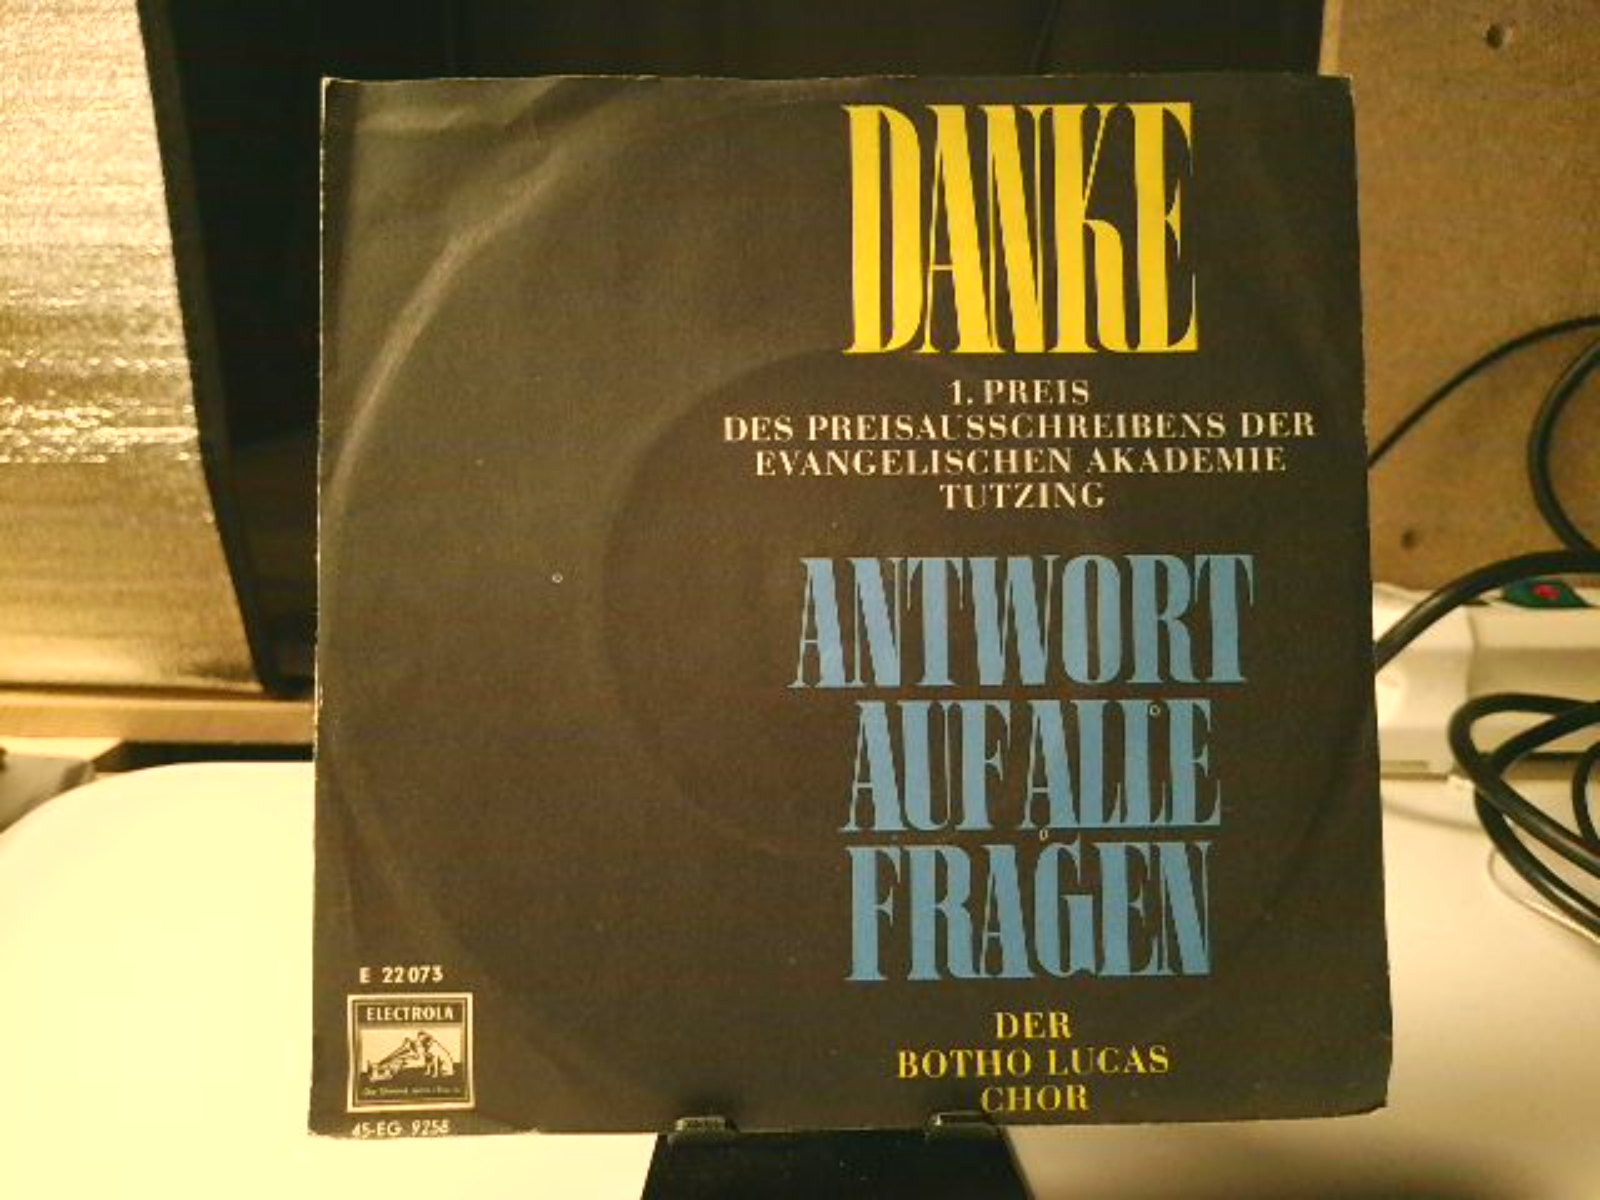 DANKE
1. PREIS
DES PREISAUSSCHREIBENS DER
EVANGELISCHEN AKADEMIE
TUTZING
ANTWORT
AUF ALLE
FRAGEN
DER
BOTHO LUCAS
CHOR
E 22073
ELECTROLA
45-EG 9258